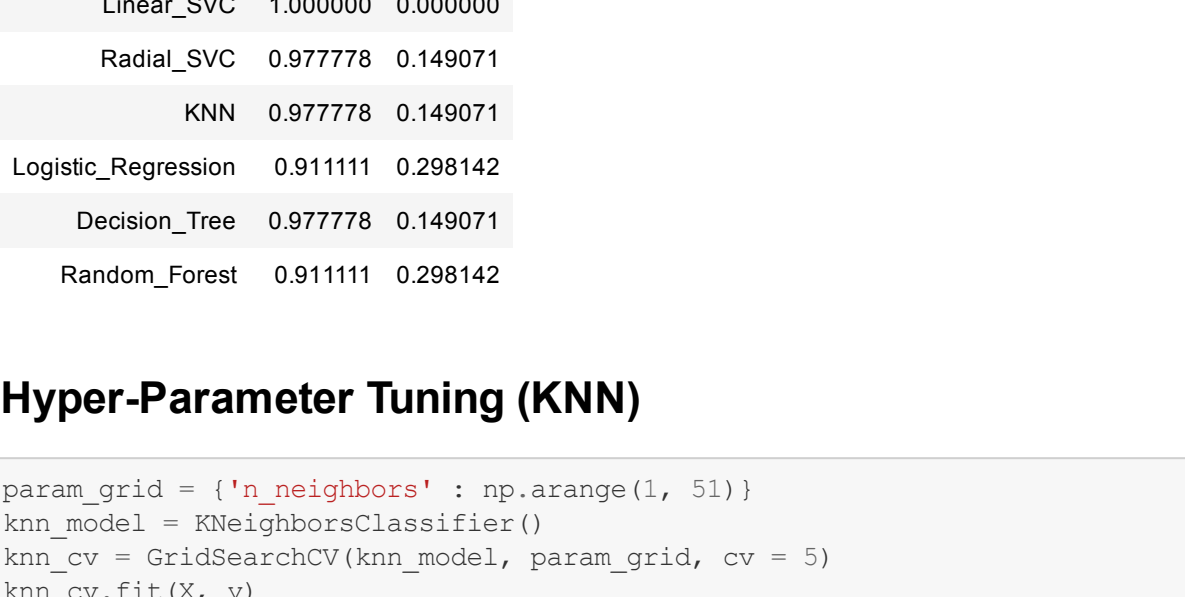 Linear_SVC 1.000000 0.000000
Radial_SVC 0.977778 0.149071
KNN 0.977778 0.149071
Logistic_Regression 0.911111 0.298142
Decision_Tree 0.977778 0.149071
Random_Forest 0.911111 0.298142
Hyper-Parameter Tuning (KNN)
param_grid = {'n_neighbors' : np.arange(1, 51)}
knn_model = KNeighborsClassifier()
knn_cv = GridSearchCV(knn_model, param_grid, cv = 5)
knn_cv.fit(X, y)